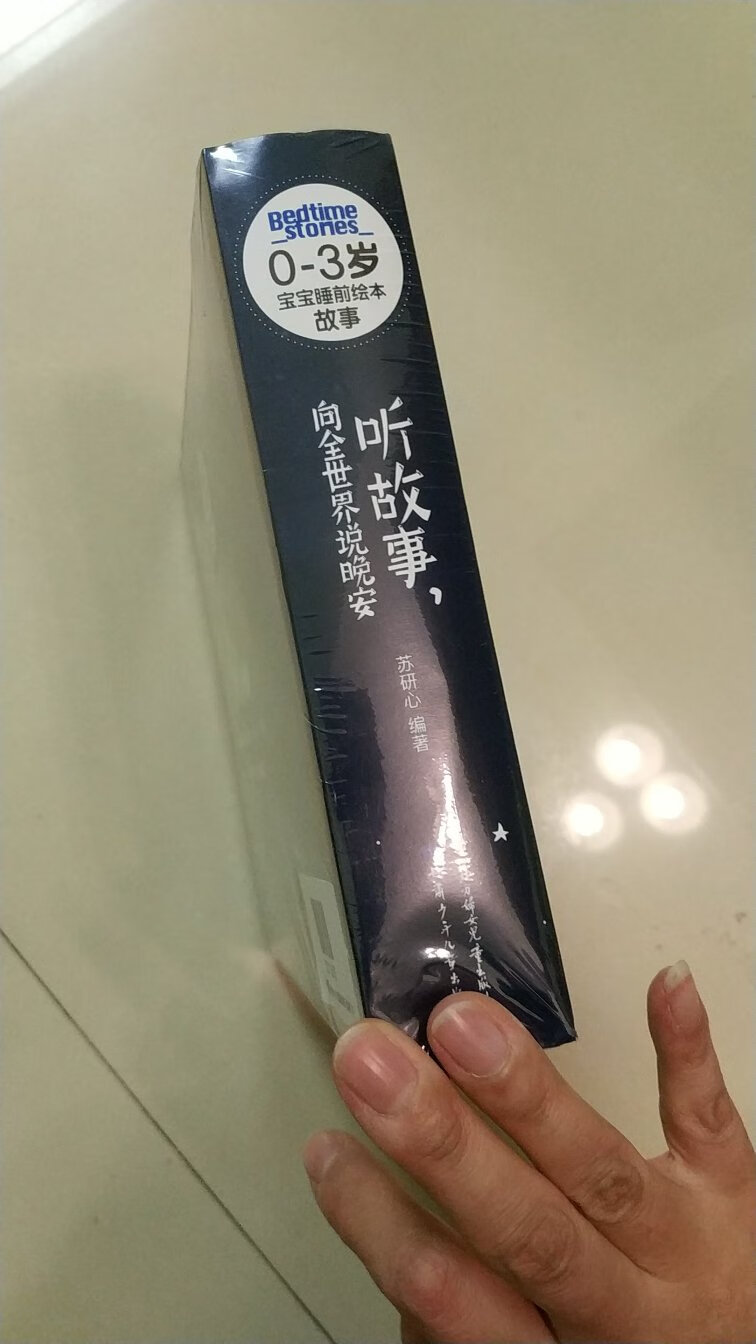 Bedtime
_stories_
0-3岁
宝宝睡前绘本
故事
听故事，
向全世界说晚安
苏研心 编著